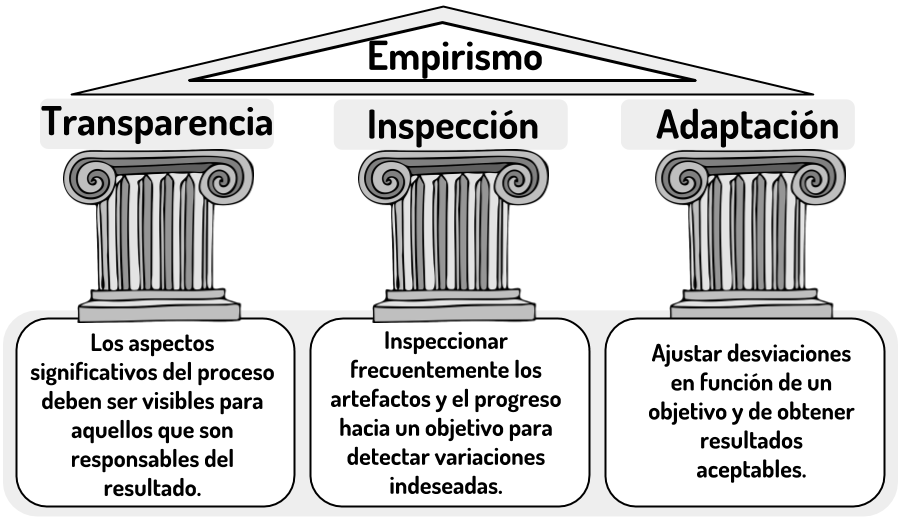 Empirismo
Transparencia
Inspección
Adaptación
Los aspectos
significativos del proceso
deben ser visibles para
aquellos que son
responsables del
resultado.
Inspeccionar
frecuentemente los
artefactos y el progreso
hacia un objetivo para
detectar variaciones
indeseadas.
Ajustar desviaciones
en función de un
objetivo y de obtener
resultados
aceptables.